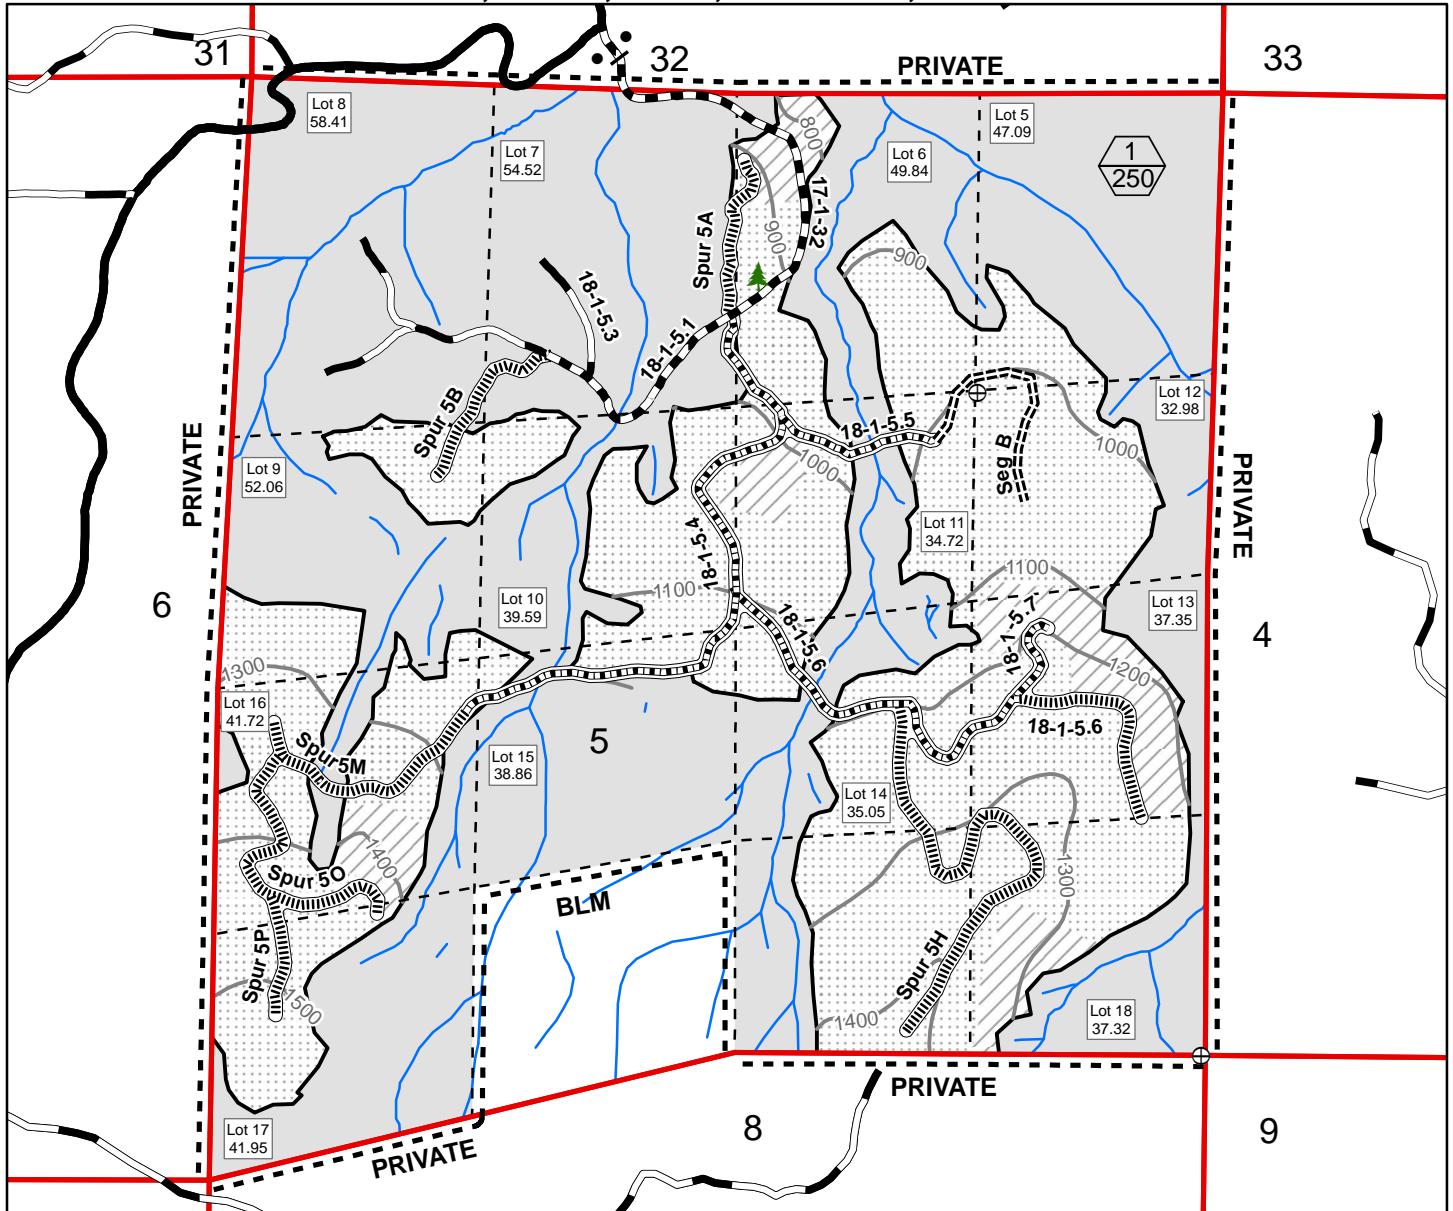 31
32
33
PRIVATE
Lot 8
58.41
Lot 7
54.52
Lot 6
49.84
Lot 5
47.09
1
250
800
17-1-32
900
Spur 5A
900
18-1-5.3
18-1-5.1
Spur 5B
18-1-5.5
Lot 12
32.98
1000
1000
Seg B
PRIVATE
PRIVATE
Lot 9
52.06
Lot 11
34.72
18-1-5.4
1100
1100
Lot 10
39.59
18-1-5.6
18-1-5.7
Lot 13
37.35
6
4
1300
1200
Lot 16
41.72
Spur5M
5
18-1-5.6
Lot 15
38.86
Lot 14
35.05
1400
1300
Spur 5O
BLM
Spur 5P
Spur 5H
1500
1400
Lot 18
37.32
PRIVATE
Lot 17
41.95
PRIVATE
8
9